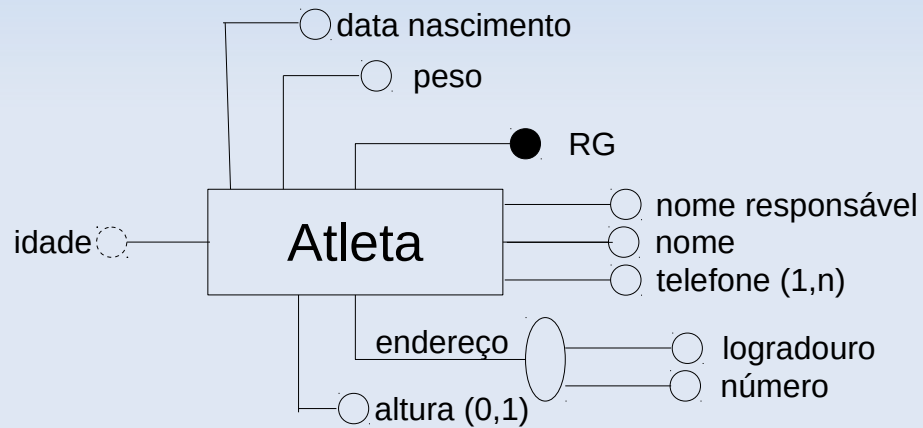 data nascimento
peso
RG
nome responsável
idade
Atleta
nome
telefone (1,n)
endereço
logradouro
número
altura (0,1)